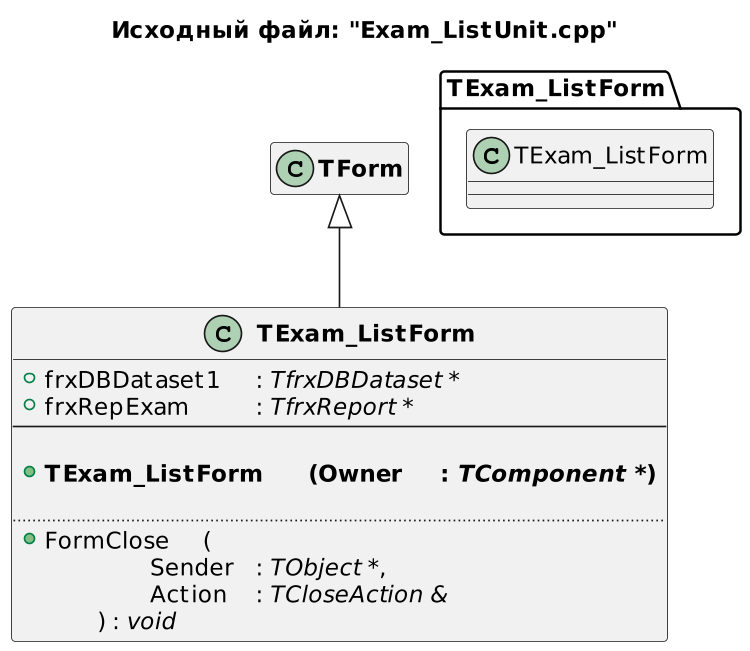 Исходный файл: "Exam_ListUnit.cpp"
TExam_ListForm
C TExam_ListForm
C TForm
C TExam_ListForm
frxDBDataset1 : TfrxDBDataset *
frxRepExam : TfrxReport *
TExam_ListForm (Owner : TComponent *)
FormClose (
Sender : TObject *,
Action : TCloseAction &
) : void